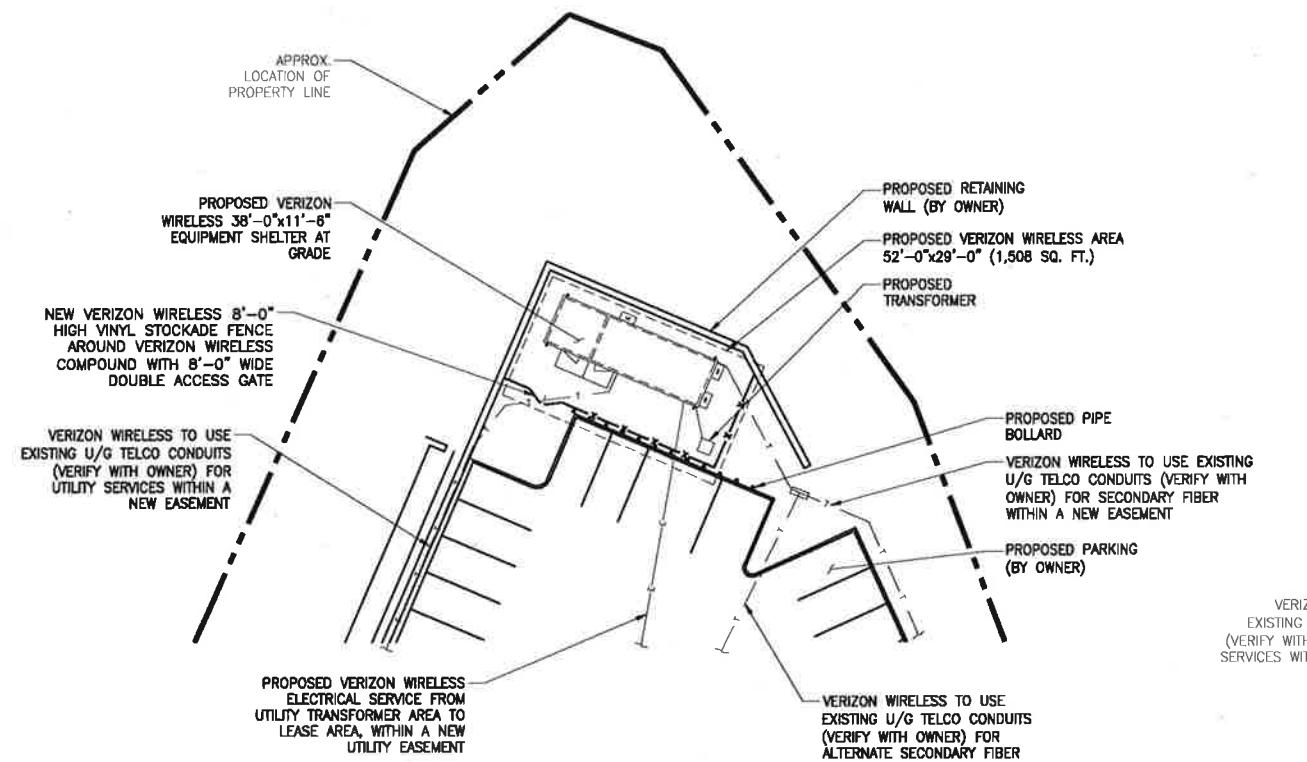 APPROX.
LOCATION OF
PROPERTY LINE
PROPOSED VERIZON
WIRELESS 38'-0"x11'-6"
EQUIPMENT SHELTER AT
GRADE
NEW VERIZON WIRELESS 8'-0"
HIGH VINYL STOCKADE FENCE
AROUND VERIZON WIRELESS
COMPOUND WITH 8'-0" WIDE
DOUBLE ACCESS GATE
VERIZON WIRELESS TO USE
EXISTING U/G TELCO CONDUITS
(VERIFY WITH OWNER) FOR
UTILITY SERVICES WITHIN A
NEW EASEMENT
PROPOSED VERIZON WIRELESS
ELECTRICAL SERVICE FROM
UTILITY TRANSFORMER AREA TO
LEASE AREA, WITHIN A NEW
UTILITY EASEMENT
PROPOSED RETAINING
WALL (BY OWNER)
PROPOSED VERIZON WIRELESS AREA
52'-0"x29'-0" (1,508 SQ. FT.)
PROPOSED
TRANSFORMER
PROPOSED PIPE
BOLLARD
VERIZON WIRELESS TO USE EXISTING
U/G TELCO CONDUITS (VERIFY WITH
OWNER) FOR SECONDARY FIBER
WITHIN A NEW EASEMENT
PROPOSED PARKING
(BY OWNER)
VERIZON WIRELESS TO USE
EXISTING U/G TELCO CONDUITS
(VERIFY WITH OWNER) FOR
ALTERNATE SECONDARY FIBER
VERIZ
EXISTING
(VERIFY WITH
SERVICES WIT